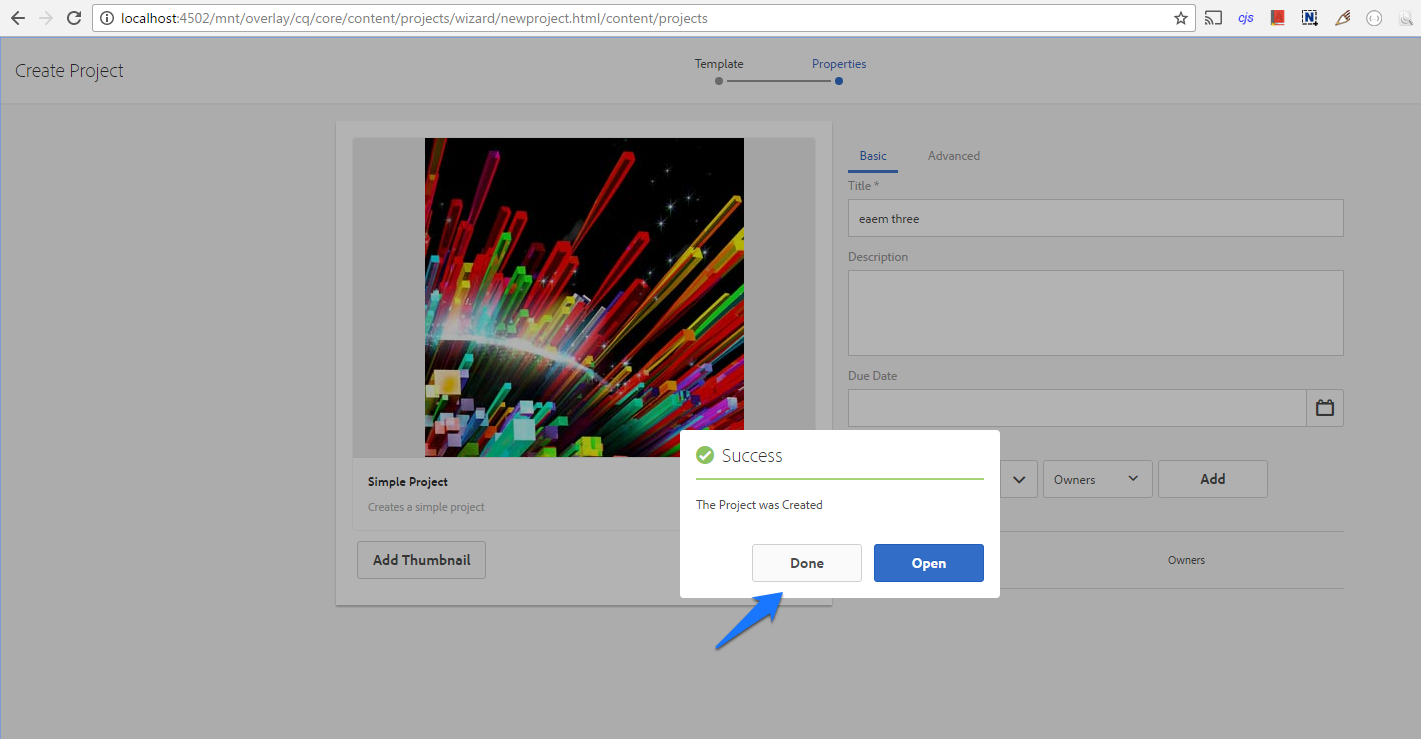 localhost:4502/mnt/overlay/cq/core/content/projects/wizard/newproject.html/content/projects
cjs
Create Project
Template
Properties
Basic
Advanced
Title *
eaem three
Description
Due Date
Success
The Project was Created
Done
Open
Owners
Add
Owners
Simple Project
Creates a simple project
Add Thumbnail